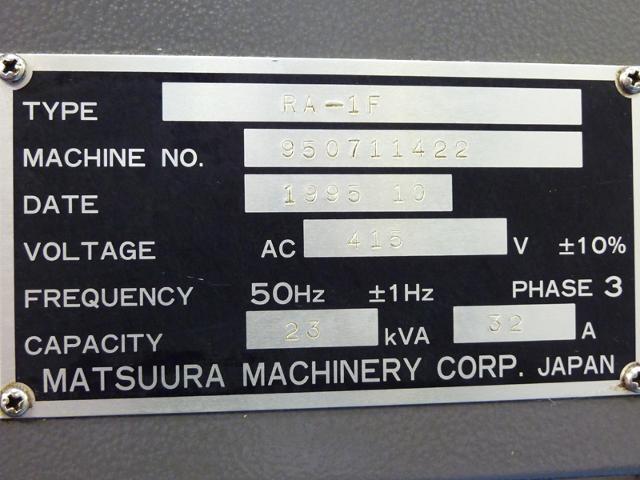 TYPE RA-1F
MACHINE NO. 950711422
DATE 1995 10
VOLTAGE AC 415 V ±10%
FREQUENCY 50Hz ±1Hz PHASE 3
CAPACITY 23 kVA 32 A
MATSUURA MACHINERY CORP. JAPAN